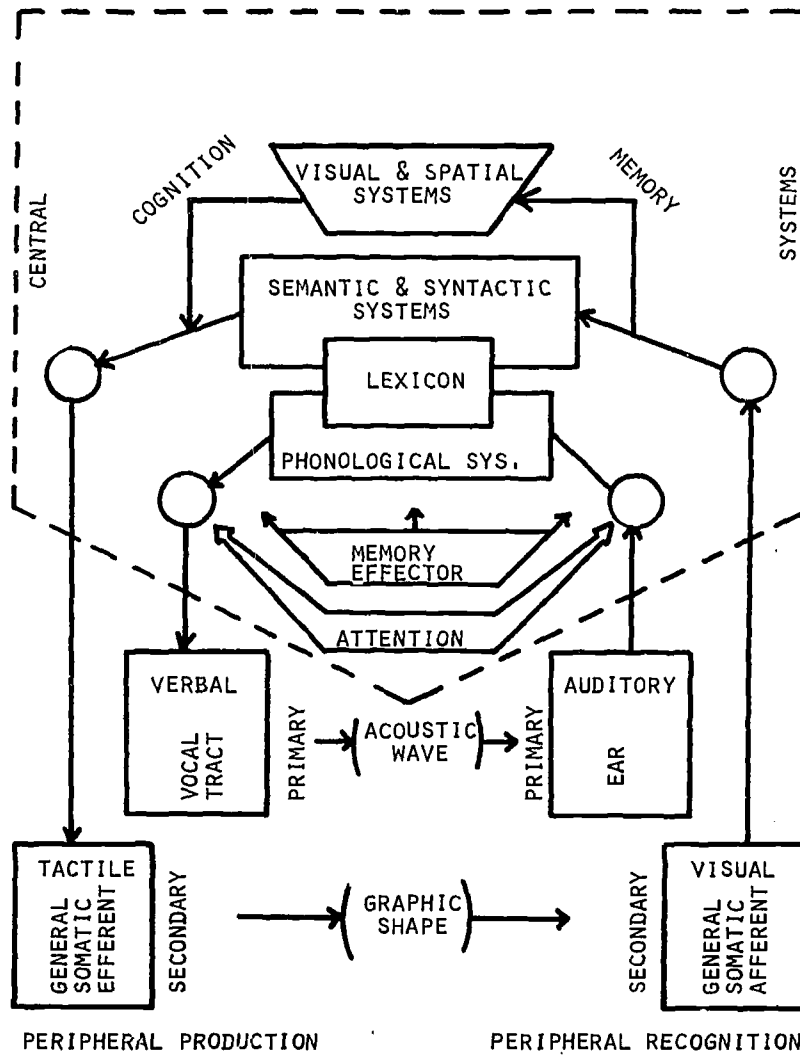 COGNITION
MEMORY
CENTRAL
SYSTEMS
VISUAL & SPATIAL
SYSTEMS
SEMANTIC & SYNTACTIC
SYSTEMS
LEXICON
PHONOLOGICAL SYS.
MEMORY
EFFECTOR
ATTENTION
VERBAL
VOCAL
TRACT
PRIMARY
ACOUSTIC
WAVE
PRIMARY
AUDITORY
EAR
TACTILE
GENERAL
SOMATIC
EFFERENT
SECONDARY
GRAPHIC
SHAPE
SECONDARY
VISUAL
GENERAL
SOMATIC
AFFERENT
PERIPHERAL PRODUCTION
PERIPHERAL RECOGNITION